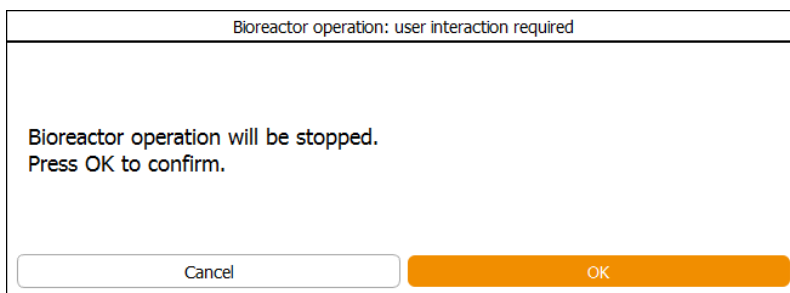 Bioreactor operation: user interaction required
Bioreactor operation will be stopped.
Press OK to confirm.
Cancel
OK